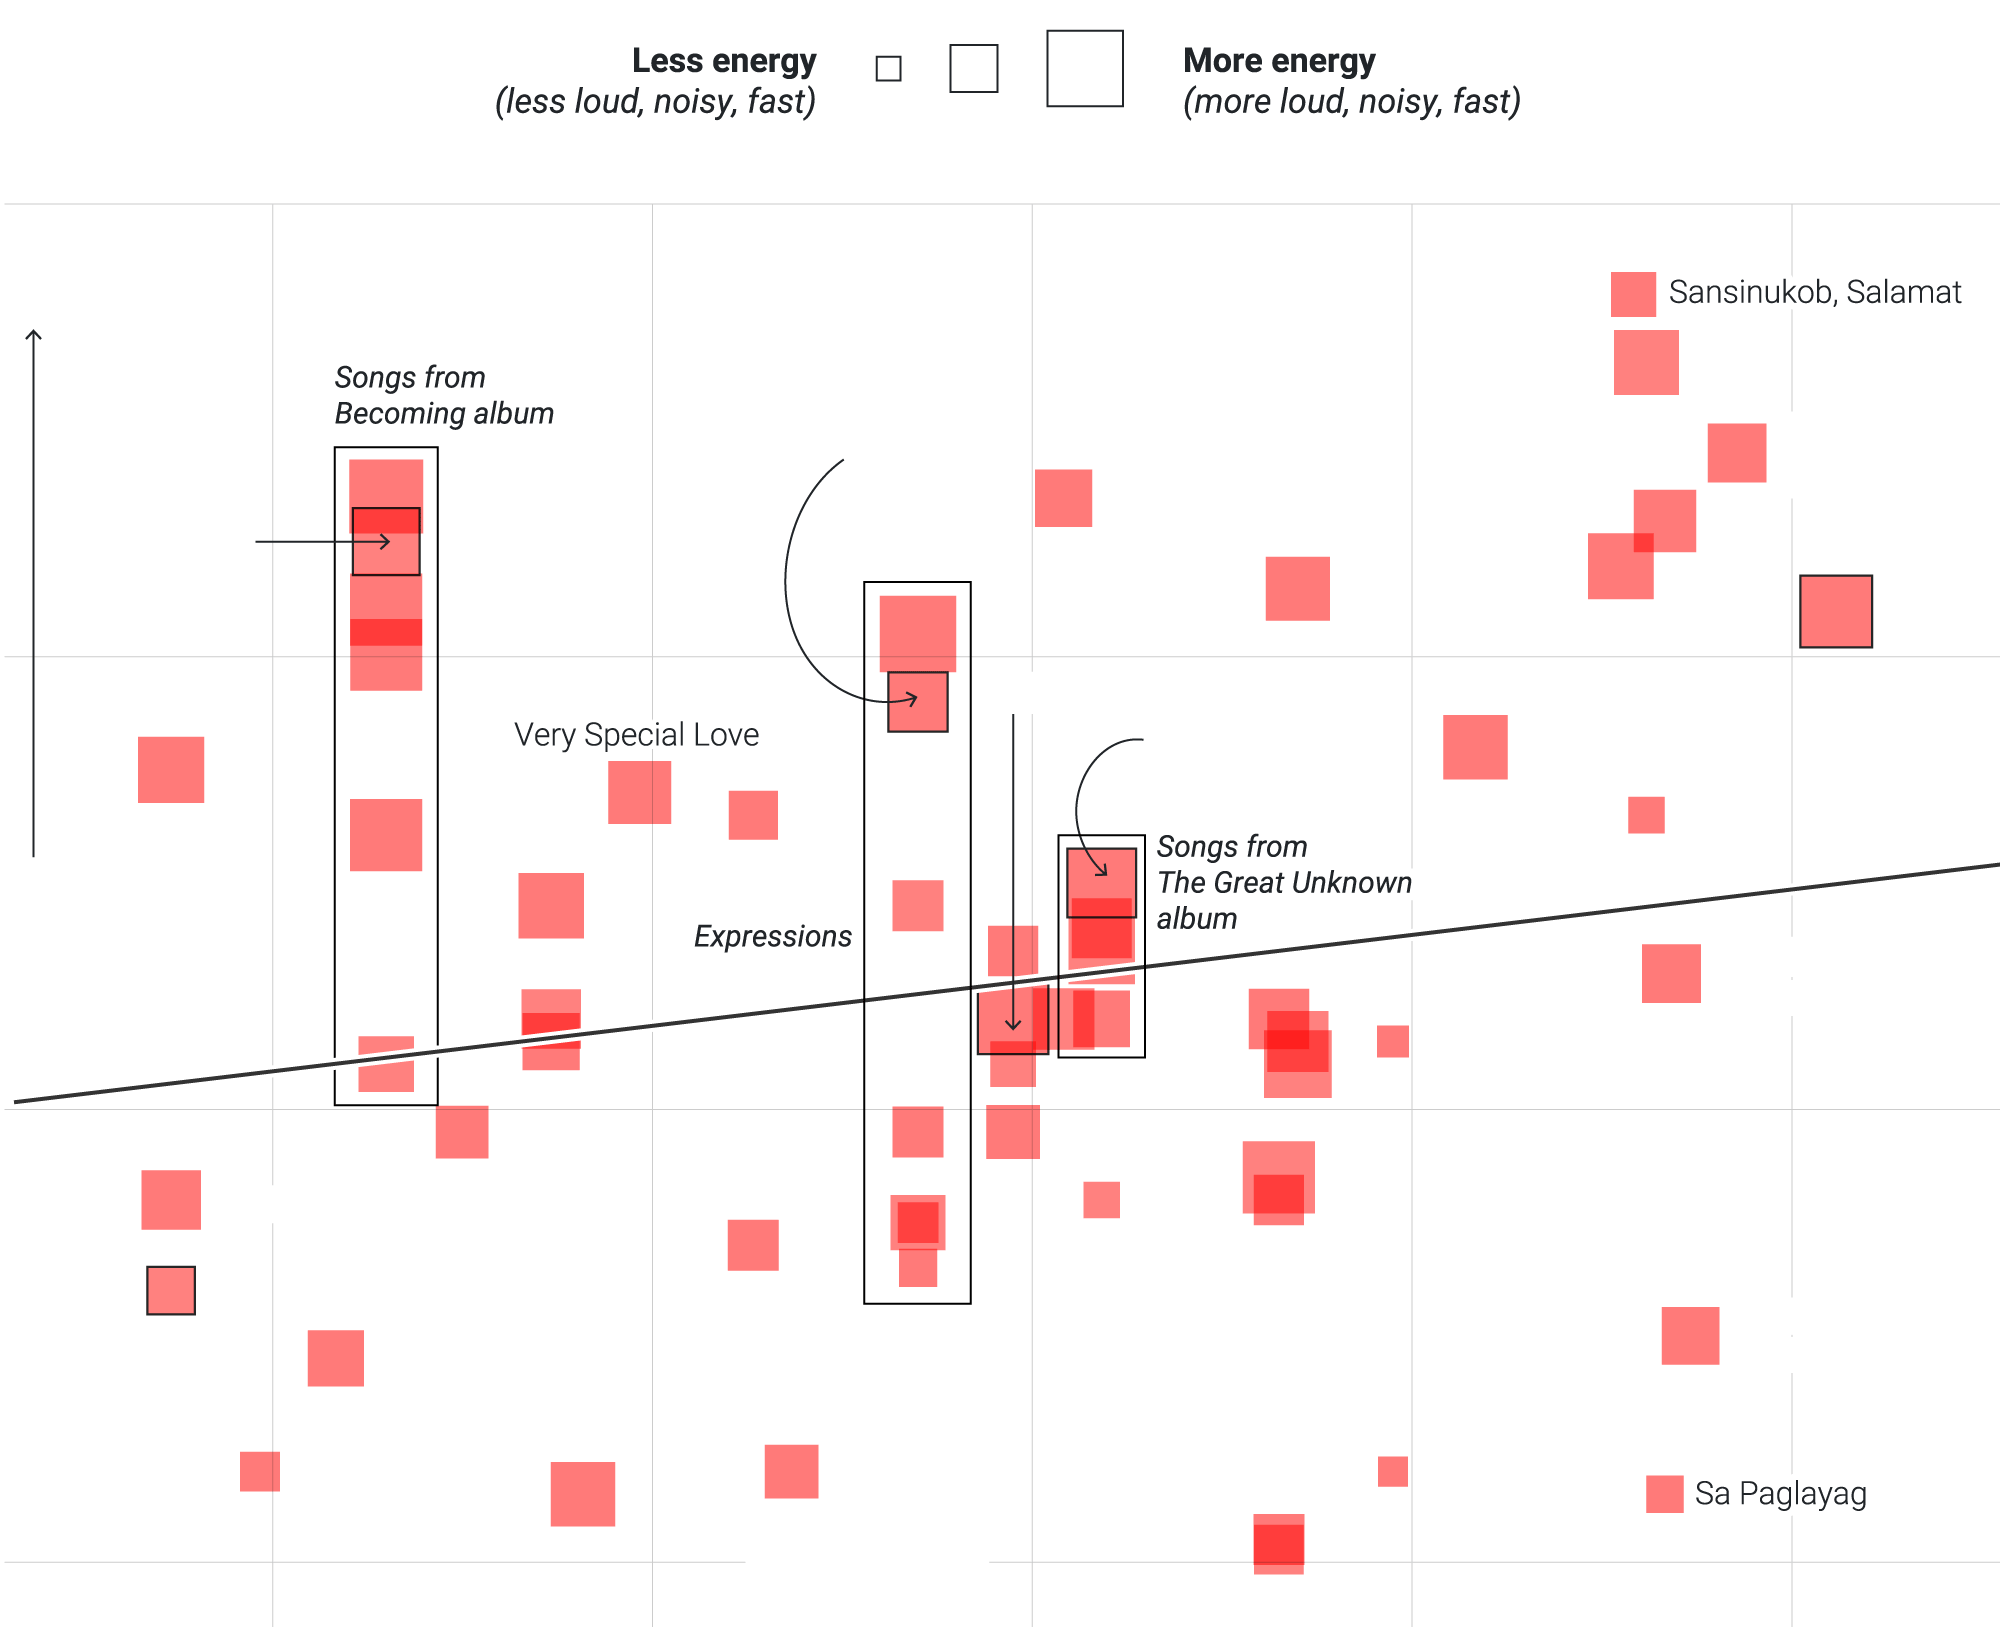 Less energy
(less loud, noisy, fast)
More energy
(more loud, noisy, fast)
Sansinukob, Salamat
Songs from
Becoming album
Very Special Love
Songs from
The Great Unknown
album
Expressions
Sa Paglayag